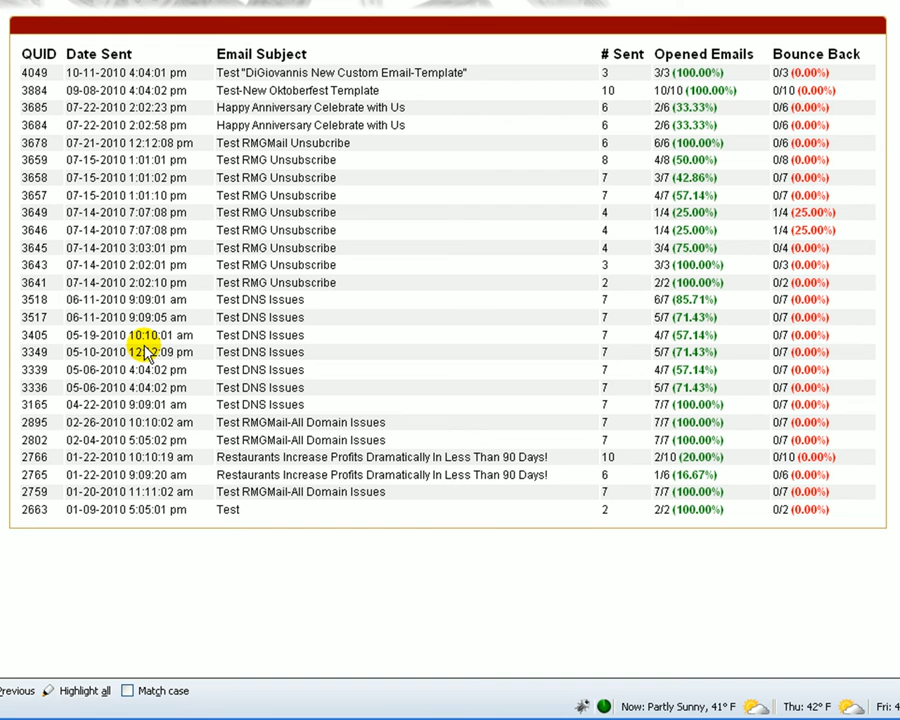 QUID Date Sent Email Subject # Sent Opened Emails Bounce Back
4049 10-11-2010 4:04:01 pm Test"DiGiovannis New Custom Email-Template" 3 3/3 (100.00%) 0/3 (0.00%)
3884 09-08-2010 4:04:02 pm Test-New Oktoberfest Template 10 10/10 (100.00%) 0/10 (0.00%)
3685 07-22-2010 2:02:23 pm Happy Anniversary Celebrate with Us 6 2/6 (33.33%) 0/6 (0.00%)
3684 07-22-2010 2:02:58 pm Happy Anniversary Celebrate with Us 6 2/6 (33.33%) 0/6 (0.00%)
3678 07-21-2010 12:12:08 pm Test RMGMail Unsubcribe 6 6/6 (100.00%) 0/6 (0.00%)
3659 07-15-2010 1:01:01 pm Test RMG Unsubscribe 8 4/8 (50.00%) 0/8 (0.00%)
3658 07-15-2010 1:01:02 pm Test RMG Unsubscribe 7 3/7 (42.86%) 0/7 (0.00%)
3657 07-15-2010 1:01:10 pm Test RMG Unsubscribe 7 4/7 (57.14%) 0/7 (0.00%)
3649 07-14-2010 7:07:08 pm Test RMG Unsubscribe 4 1/4 (25.00%) 1/4 (25.00%)
3646 07-14-2010 7:07:08 pm Test RMG Unsubscribe 4 1/4 (25.00%) 1/4 (25.00%)
3645 07-14-2010 3:03:01 pm Test RMG Unsubscribe 4 3/4 (75.00%) 0/4 (0.00%)
3643 07-14-2010 2:02:01 pm Test RMG Unsubscribe 3 3/3 (100.00%) 0/3 (0.00%)
3641 07-14-2010 2:02:10 pm Test RMG Unsubscribe 2 2/2 (100.00%) 0/2 (0.00%)
3518 06-11-2010 9:09:01 am Test DNS Issues 7 6/7 (85.71%) 0/7 (0.00%)
3517 06-11-2010 9:09:05 am Test DNS Issues 7 5/7 (71.43%) 0/7 (0.00%)
3405 05-19-2010 10:10:01 am Test DNS Issues 7 4/7 (57.14%) 0/7 (0.00%)
3349 05-10-2010 pm Test DNS Issues 7 5/7 (71.43%) 0/7 (0.00%)
3339 05-06-2010 4:04:02 pm Test DNS Issues 7 4/7 (57.14%) 0/7 (0.00%)
3336 05-06-2010 4:04:02 pm Test DNS Issues 7 5/7 (71.43%) 0/7 (0.00%)
3165 04-22-2010 9:09:01 am Test DNS Issues 7 7/7 (100.00%) 0/7 (0.00%)
2895 02-26-2010 10:10:02 am Test RMGMail-All Domain Issues 7 7/7 (100.00%) 0/7 (0.00%)
2802 02-04-2010 5:05:02 pm Test RMGMail-All Domain Issues 7 7/7 (100.00%) 0/7 (0.00%)
2766 01-22-2010 10:10:19 am Restaurants Increase Profits Dramatically In Less Than 90 Days! 10 2/10 (20.00%) 0/10 (0.00%)
2765 01-22-2010 9:09:20 am Restaurants Increase Profits Dramatically In Less Than 90 Days! 6 1/6 (16.67%) 0/6 (0.00%)
2759 01-20-2010 11:11:02 am Test RMGMail-All Domain Issues 7 7/7 (100.00%) 0/7 (0.00%)
2663 01-09-2010 5:05:01 pm Test 2 2/2 (100.00%) 0/2 (0.00%)
revious Highlight all Match case
Now: Partly Sunny, 41° F Thu: 42° F Fri: 4